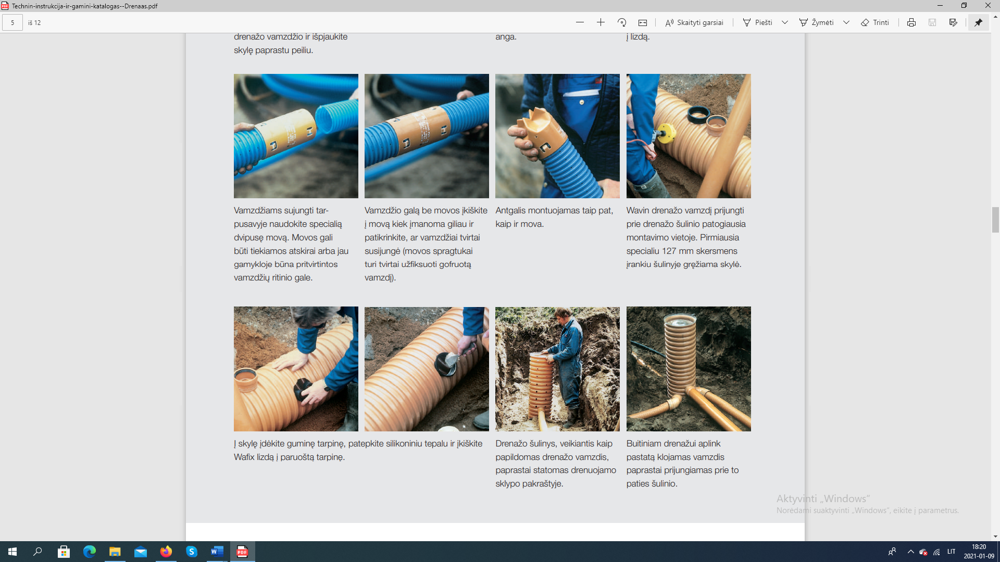 Technin-instrukcija-ir-gamini-katalogas--Drenaas.pdf
5 iš 12
Skaityti garsiai
Piešti
Žymėti
Trinti
drenažo vamzdžio ir išpjaukite
skylę paprastu peiliu.
anga.
į lizdą.
Vamzdžiams sujungti tar-
pusavyje naudokite specialią
dvipusę movą. Movos gali
būti tiekiamos atskirai arba jau
gamykloje būna pritvirtintos
vamzdžių ritinio gale.
Vamzdžio galą be movos įkiškite
į movą kiek įmanoma giliau ir
patikrinkite, ar vamzdžiai tvirtai
susijungė (movos spragtukai
turi tvirtai užfiksuoti gofruotą
vamzdį).
Antgalis montuojamas taip pat,
kaip ir mova.
Wavin drenažo vamzdį prijungti
prie drenažo šulinio patogiausia
montavimo vietoje. Pirmiausia
specialiu 127 mm skersmens
įrankiu šulinyje gręžiama skylė.
Į skylę įdėkite guminę tarpinę, patepkite silikoniniu tepalu ir įkiškite
Wafix lizdą į paruoštą tarpinę.
Drenažo šulinys, veikiantis kaip
papildomas drenažo vamzdis,
paprastai statomas drenuojamo
sklypo pakraštyje.
Buitiniam drenažui aplink
pastatą klojamas vamzdis
paprastai prijungiamas prie to
paties šulinio.
Aktyvinti „Windows“
Norėdami suaktyvinti „Windows“, eikite į parametrus.
LIT
18:20
2021-01-09